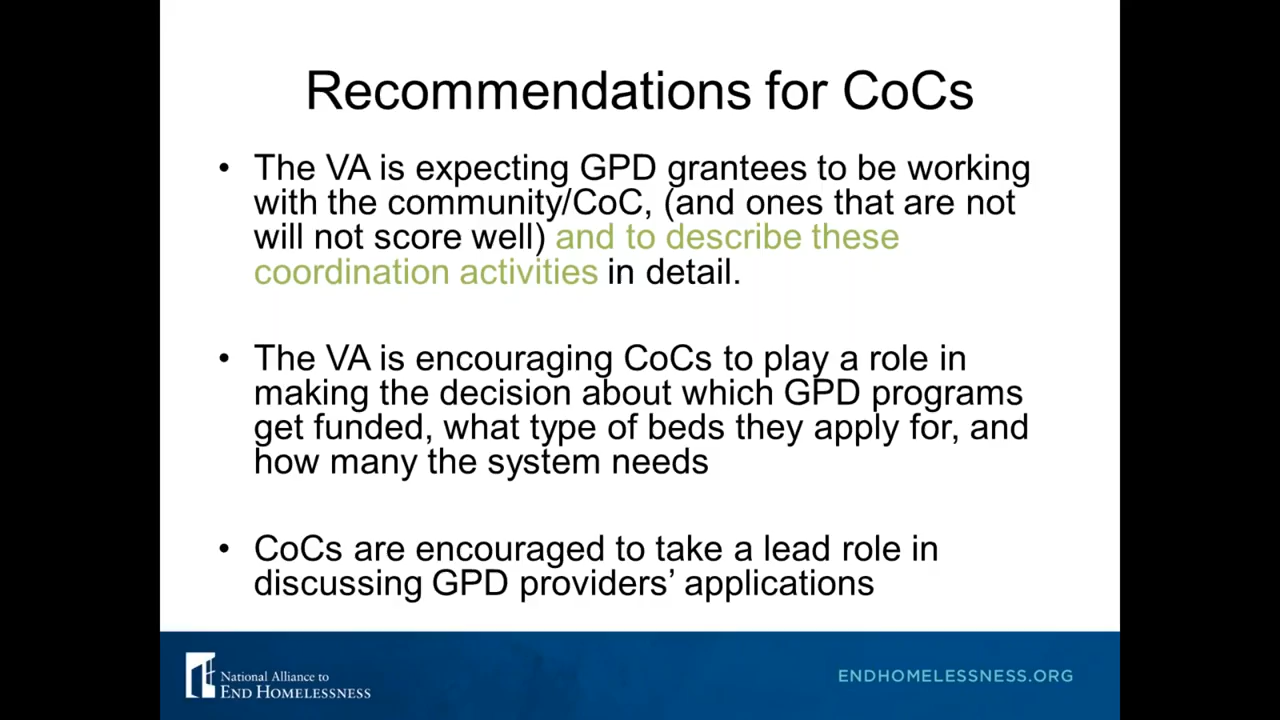 Recommendations for CoCs
• The VA is expecting GPD grantees to be working
with the community/CoC, (and ones that are not
will not score well) and to describe these
coordination activities in detail.
• The VA is encouraging CoCs to play a role in
making the decision about which GPD programs
get funded, what type of beds they apply for, and
how many the system needs
• CoCs are encouraged to take a lead role in
discussing GPD providers’ applications
National Alliance to
END HOMELESSNESS
ENDHOMELESSNESS.ORG